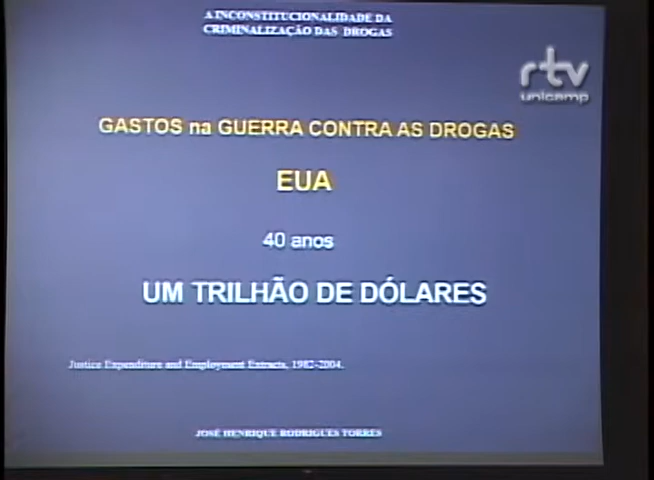 A INCONSTITUCIONALIDADE DA
CRIMINALIZAÇÃO DAS DROGAS
rtv
unicamp
GASTOS na GUERRA CONTRA AS DROGAS
EUA
40 anos
UM TRILHÃO DE DÓLARES
Justice Expenditure and Employment Extracts, 1982-2004.
JOSÉ HENRIQUE RODRIGUES TORRES